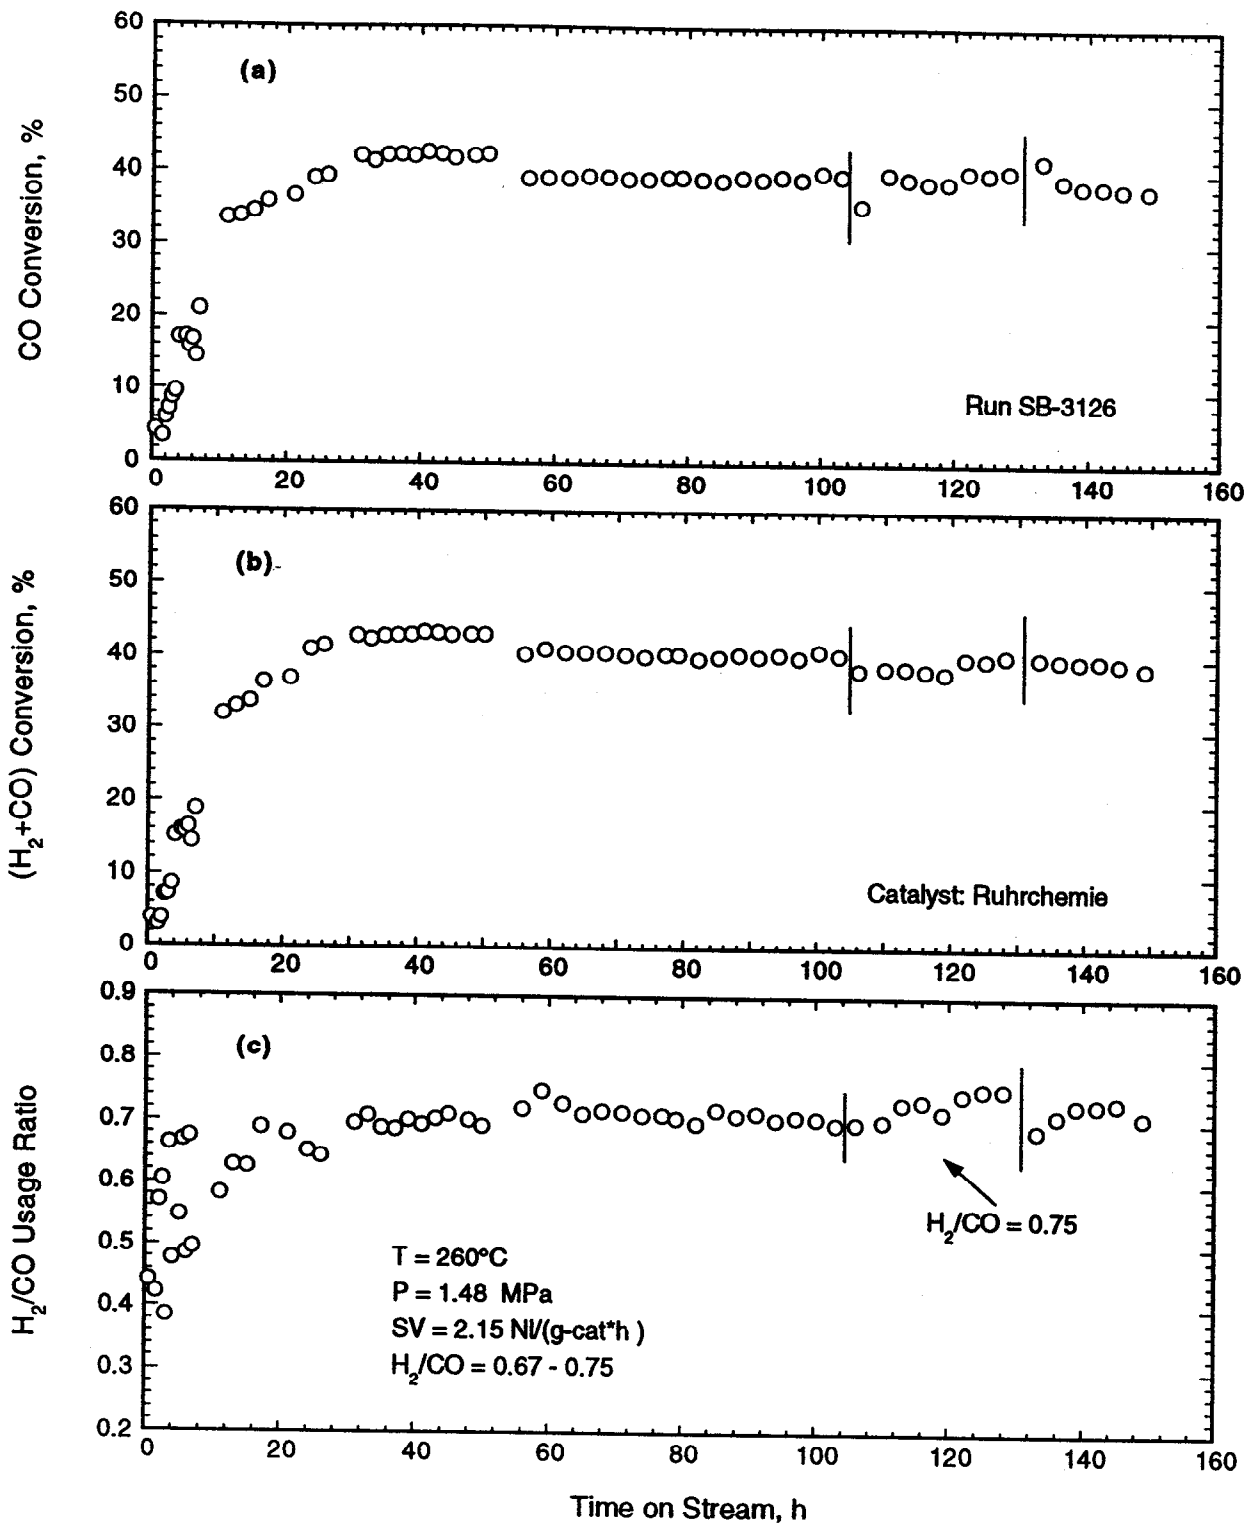 60
50
40
30
20
10
0
CO Conversion, %
(a)
Run SB-3126
0 20 40 60 80 100 120 140 160
60
50
40
30
20
10
0
(H2+CO) Conversion, %
(b)
Catalyst: Ruhrchemie
0 20 40 60 80 100 120 140 160
0.9
0.8
0.7
0.6
0.5
0.4
0.3
0.2
H2/CO Usage Ratio
(c)
H2/CO = 0.75
T = 260°C
P = 1.48 MPa
SV = 2.15 Nl/(g-cat*h )
H2/CO = 0.67 - 0.75
0 20 40 60 80 100 120 140 160
Time on Stream, h